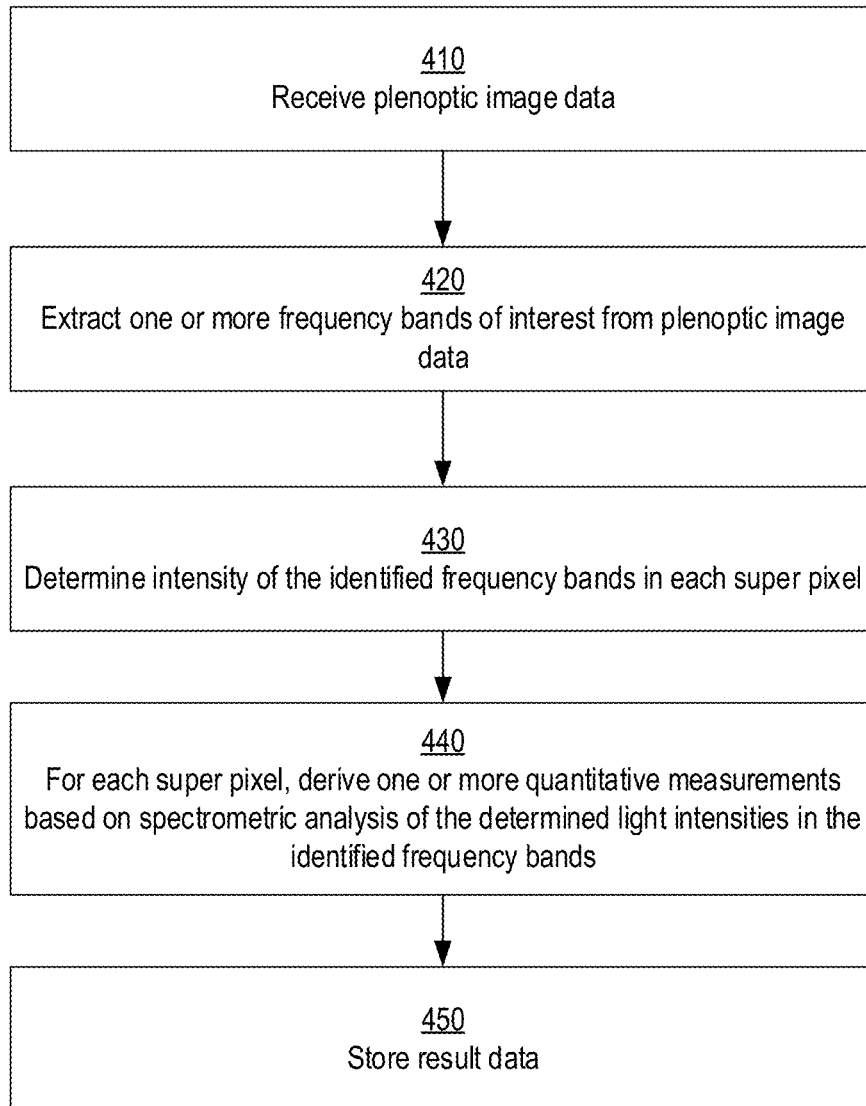 410
Receive plenoptic image data
420
Extract one or more frequency bands of interest from plenoptic image
data
430
Determine intensity of the identified frequency bands in each super pixel
440
For each super pixel, derive one or more quantitative measurements
based on spectrometric analysis of the determined light intensities in the
identified frequency bands
450
Store result data